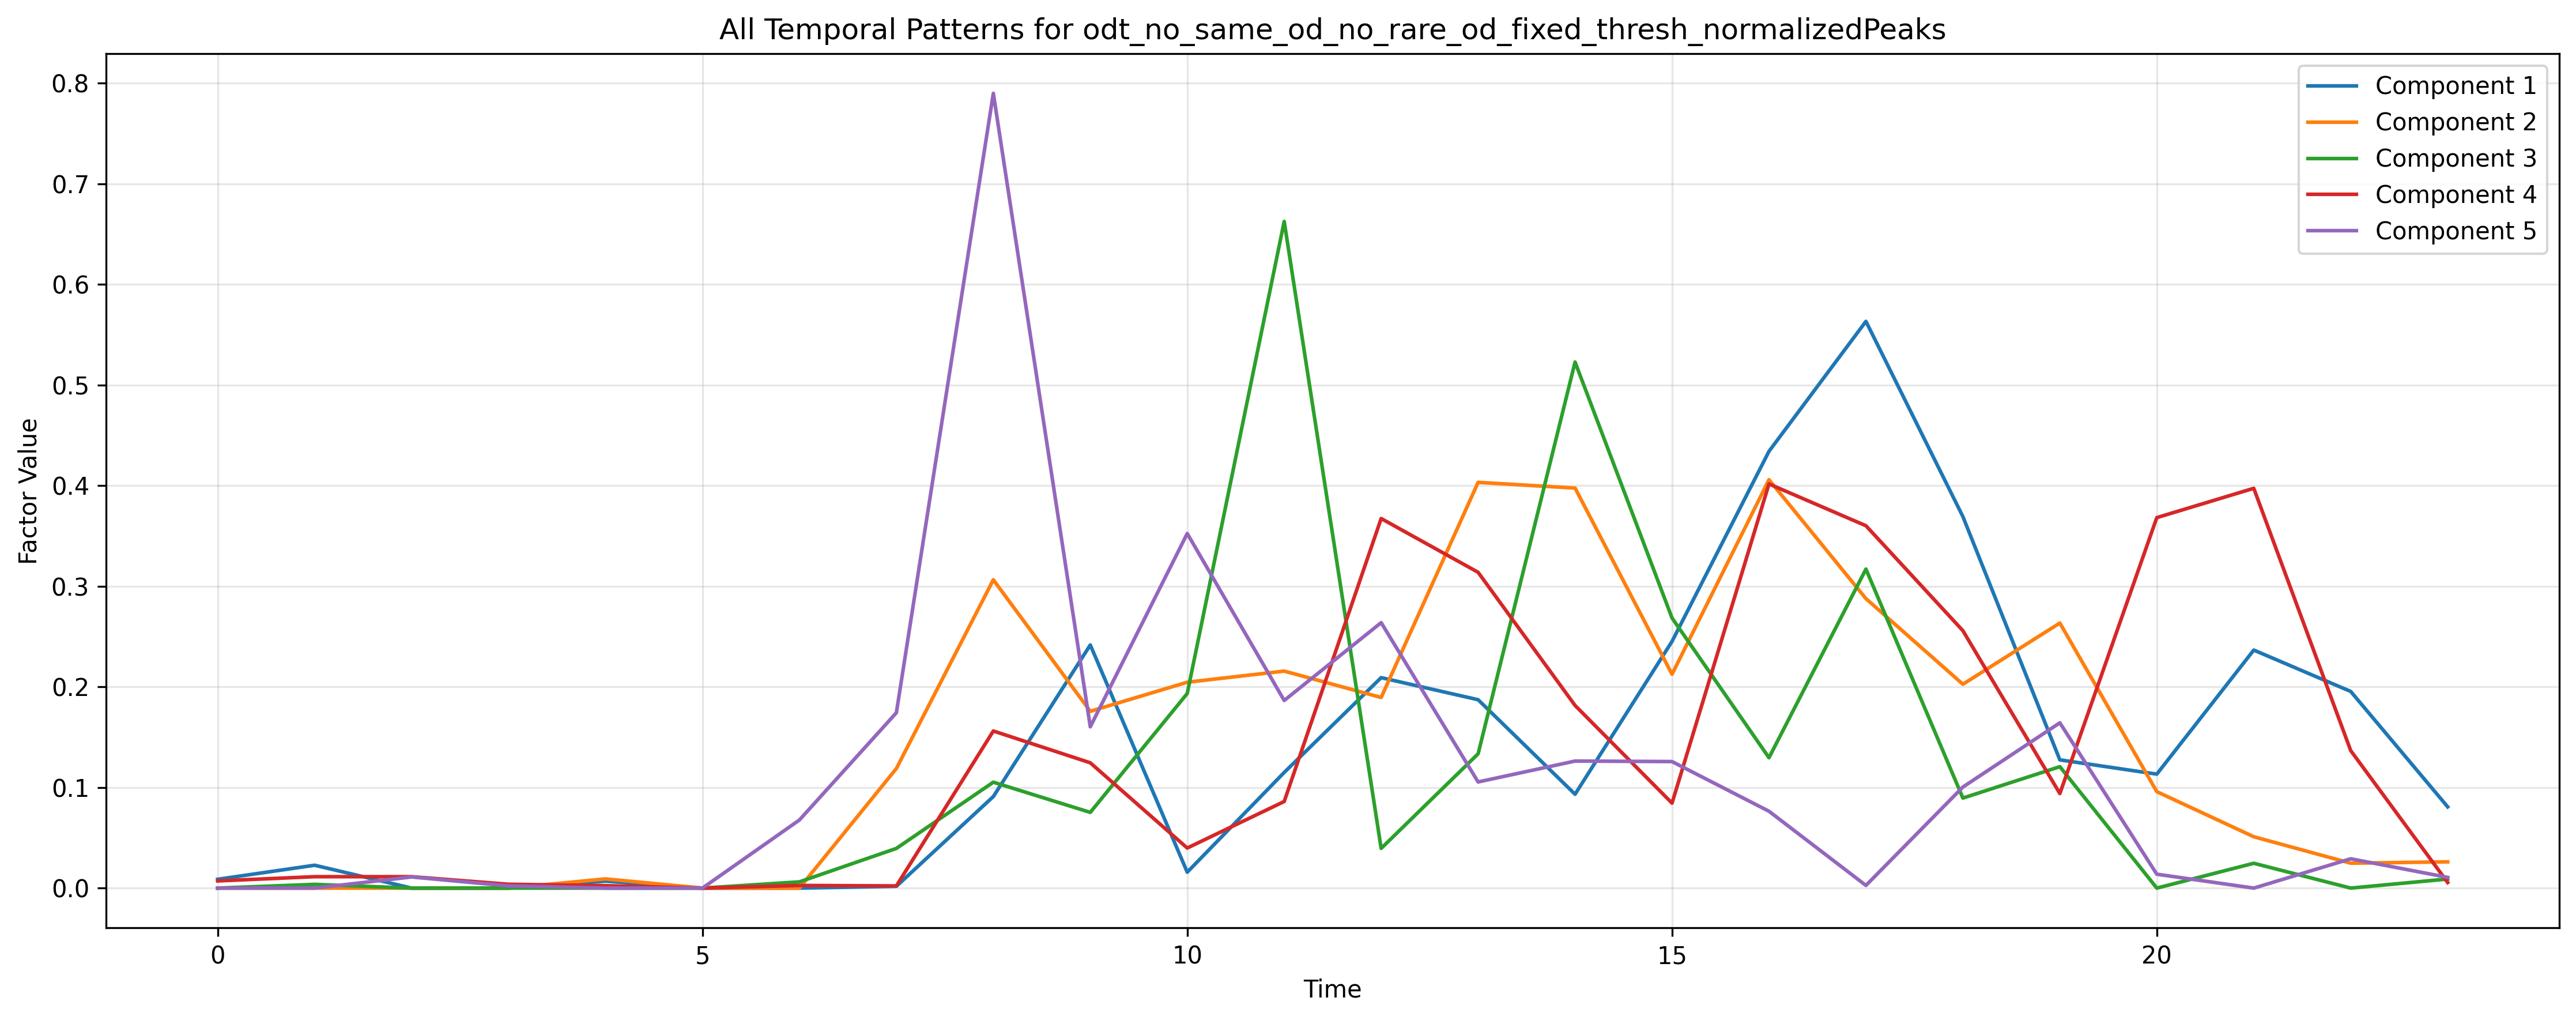 All Temporal Patterns for odt_no_same_od_no_rare_od_fixed_thresh_normalizedPeaks
Component 1
Component 2
Component 3
Component 4
Component 5
Factor Value
0.8
0.7
0.6
0.5
0.4
0.3
0.2
0.1
0.0
0 5 10 15 20
Time